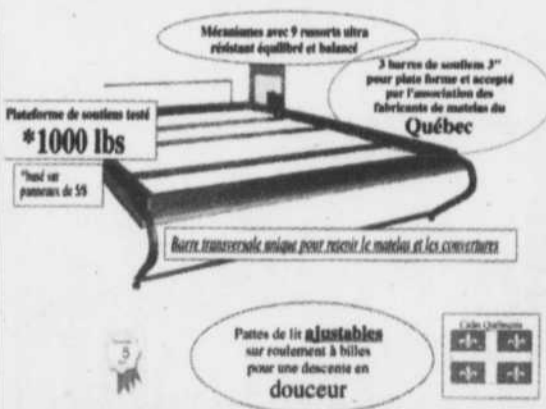 Mécanismes avec 9 ressorts ultra
résistant équilibré et balancé
3 barres de soutiens 3"
pour plate forme et accepté
par l'association des
fabricants de matelas du
Québec
Plateforme de soutiens testé
*1000 lbs
*basé sur
panneaux de 5/8
Barre transversale unique pour retenir le matelas et les couvertures
Pattes de lit ajustables
sur roulement à billes
pour une descente en
douceur
5